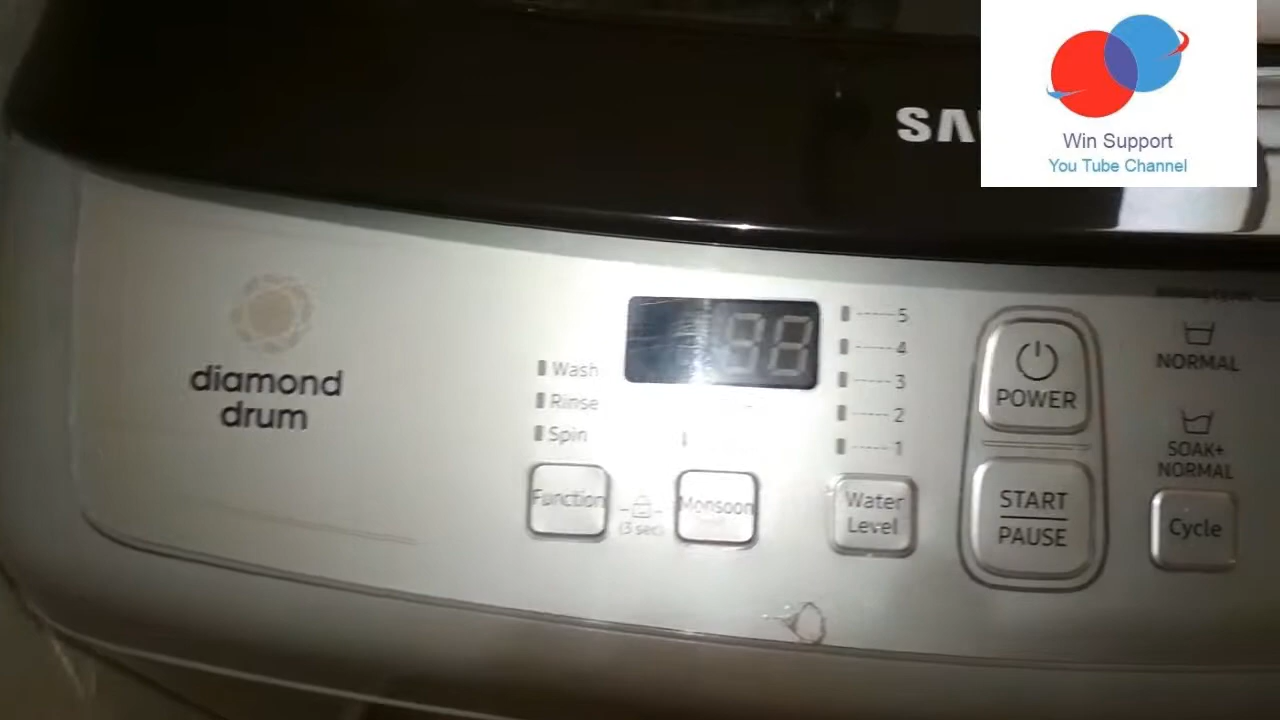 Win Support
You Tube Channel
diamond
drum
Wash
Rinse
Spin
5
4
3
2
1
Function
(3 sec)
Monsoon
Water
Level
POWER
START
PAUSE
NORMAL
SOAK+
NORMAL
Cycle